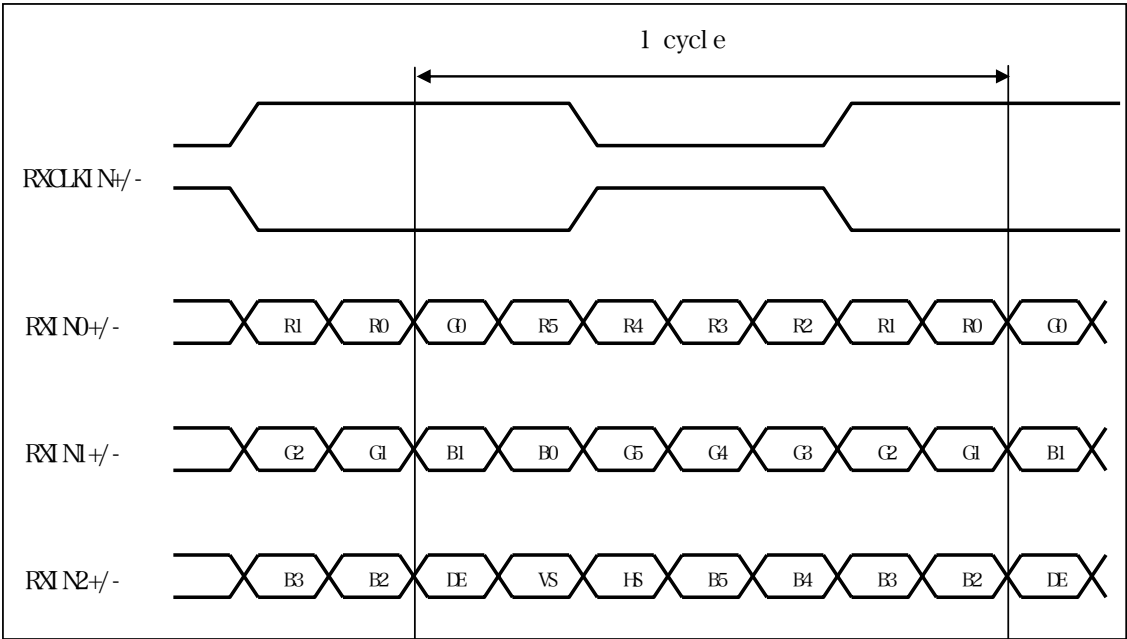 1 cycle
RXCLKIN+/-
RXIN0+/- R1 R0 G0 R5 R4 R3 R2 R1 R0 G0
RXIN1+/- G2 G1 B1 B0 G5 G4 G3 G2 G1 B1
RXIN2+/- B3 B2 DE VS HS B5 B4 B3 B2 DE